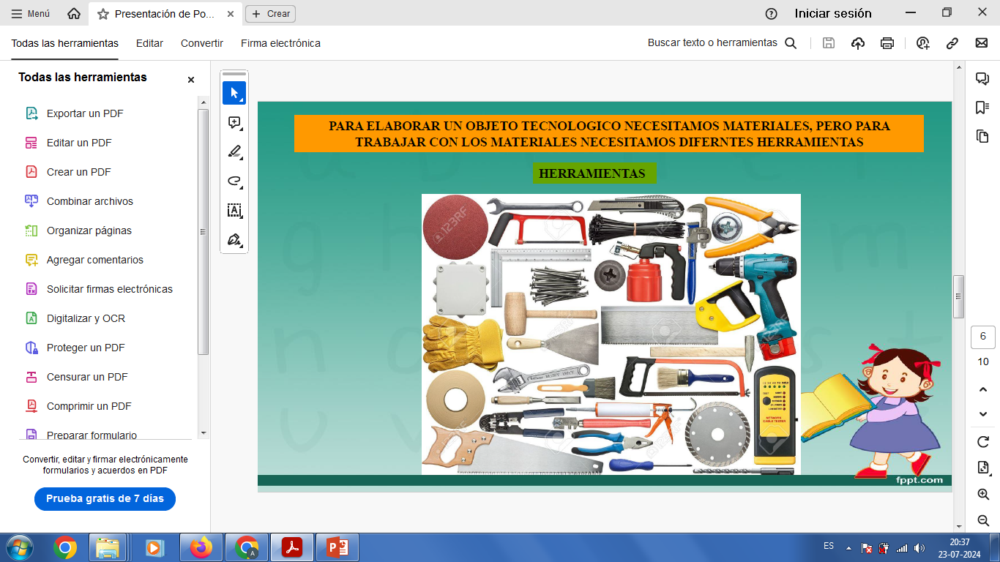 Menú
Presentación de Po...
Crear
Iniciar sesión
Todas las herramientas
Editar
Convertir
Firma electrónica
Buscar texto o herramientas
Todas las herramientas
Exportar un PDF
Editar un PDF
Crear un PDF
Combinar archivos
Organizar páginas
Agregar comentarios
Solicitar firmas electrónicas
Digitalizar y OCR
Proteger un PDF
Censurar un PDF
Comprimir un PDF
Preparar formulario
Convertir, editar y firmar electrónicamente
formularios y acuerdos en PDF
Prueba gratis de 7 días
PARA ELABORAR UN OBJETO TECNOLOGICO NECESITAMOS MATERIALES, PERO PARA
TRABAJAR CON LOS MATERIALES NECESITAMOS DIFERNTES HERRAMIENTAS
HERRAMIENTAS
123RF
NETWORK
CABLE TESTER
fppt.com
6
10
ES
20:37
23-07-2024